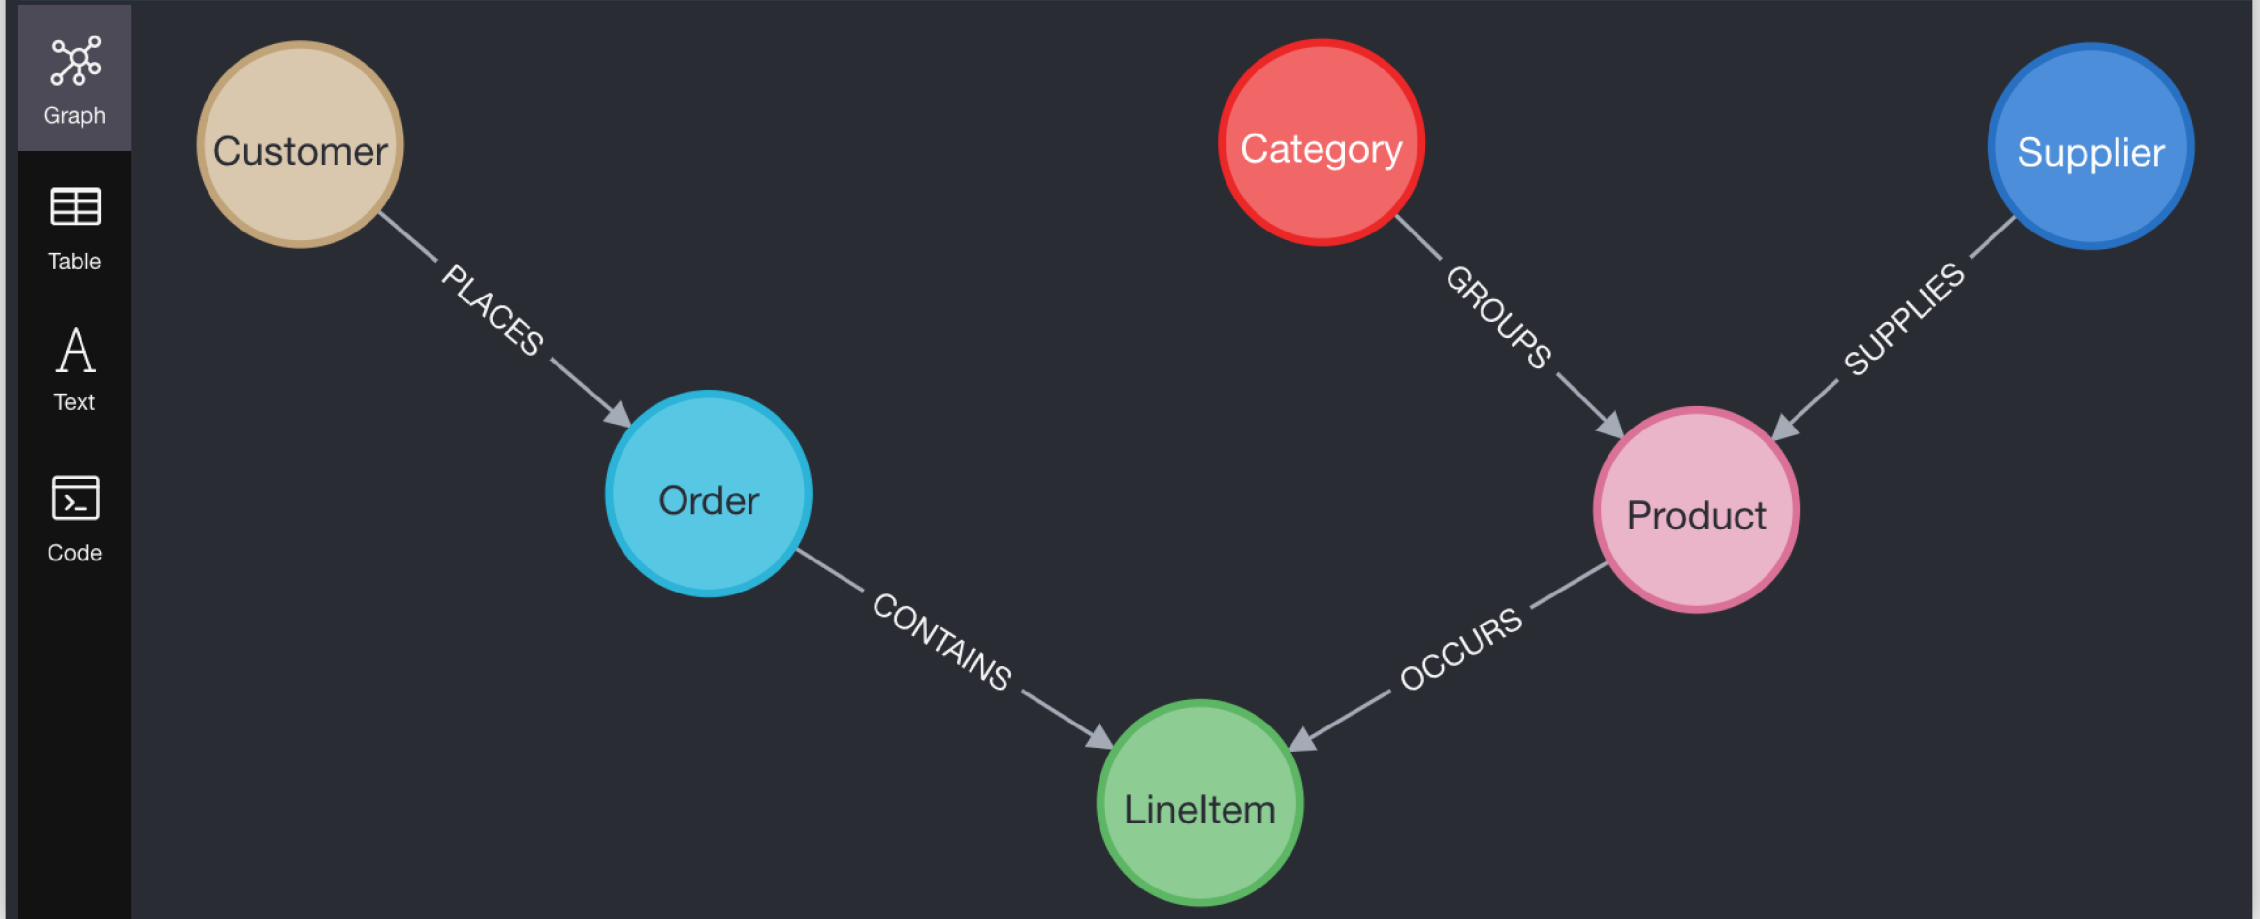 Graph
Table
Text
Code
Customer
Category
Supplier
PLACES
GROUPS
SUPPLIES
Order
Product
CONTAINS
OCCURS
LineItem